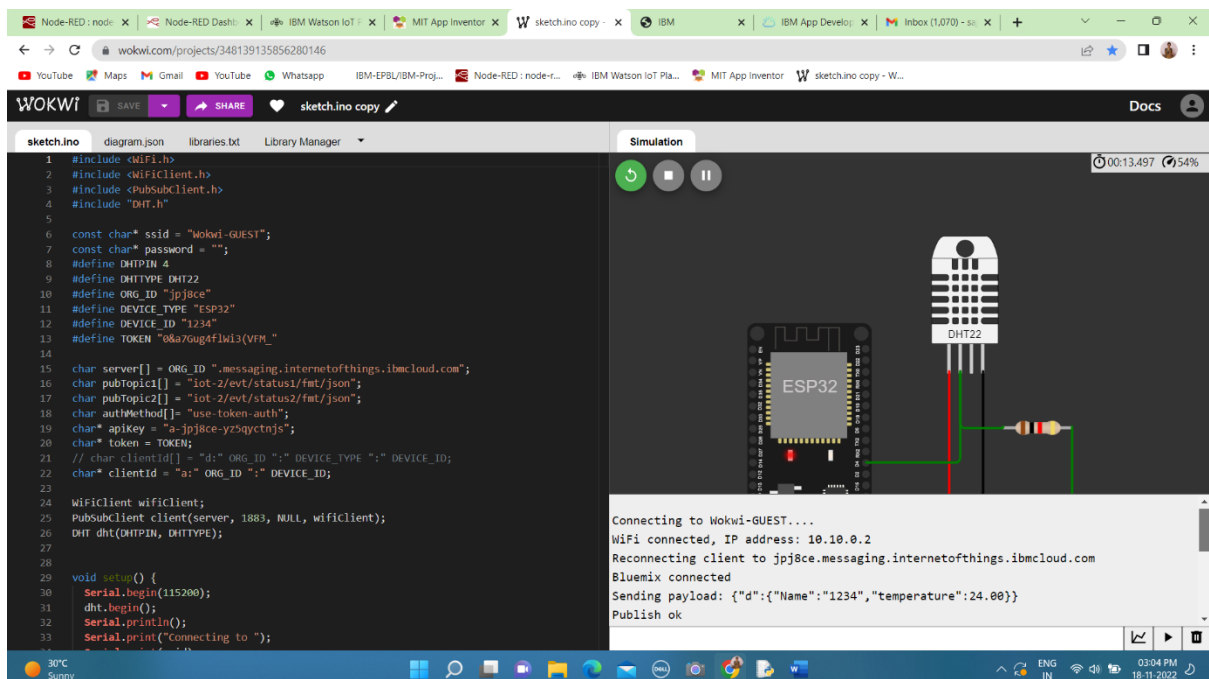 Node-RED : node
Node-RED Dashb
IBM Watson IoT P
MIT App Inventor
sketch.ino copy -
IBM
IBM App Develop
Inbox (1,070) - sa
wokwi.com/projects/348139135856280146
YouTube Maps Gmail YouTube Whatsapp IBM-EPBL/IBM-Proj... Node-RED : node-r... IBM Watson IoT Pla... MIT App Inventor sketch.ino copy - W...
WOKWI SAVE SHARE sketch.ino copy Docs
sketch.ino diagram.json libraries.txt Library Manager
1 #include <WiFi.h>
2 #include <WiFiClient.h>
3 #include <PubSubClient.h>
4 #include "DHT.h"
5
6 const char* ssid = "Wokwi-GUEST";
7 const char* password = "";
8 #define DHTPIN 4
9 #define DHTTYPE DHT22
10 #define ORG_ID "jpj8ce"
11 #define DEVICE_TYPE "ESP32"
12 #define DEVICE_ID "1234"
13 #define TOKEN "0&a7Gug4flWi3(VFM_"
14
15 char server[] = ORG_ID ".messaging.internetofthings.ibmcloud.com";
16 char pubTopic1[] = "iot-2/evt/status1/fmt/json";
17 char pubTopic2[] = "iot-2/evt/status2/fmt/json";
18 char authMethod[]= "use-token-auth";
19 char* apiKey = "a-jpj8ce-yz5qyctnjs";
20 char* token = TOKEN;
21 // char clientId[] = "d:" ORG_ID ":" DEVICE_TYPE ":" DEVICE_ID;
22 char* clientId = "a:" ORG_ID ":" DEVICE_ID;
23
24 WiFiClient wifiClient;
25 PubSubClient client(server, 1883, NULL, wifiClient);
26 DHT dht(DHTPIN, DHTTYPE);
27
28
29 void setup() {
30 Serial.begin(115200);
31 dht.begin();
32 Serial.println();
33 Serial.print("Connecting to ");
Simulation
00:13.497 54%
DHT22
ESP32
Connecting to Wokwi-GUEST....
WiFi connected, IP address: 10.10.0.2
Reconnecting client to jpj8ce.messaging.internetofthings.ibmcloud.com
Bluemix connected
Sending payload: {"d":{"Name":"1234","temperature":24.00}}
Publish ok
30°C
Sunny
ENG
IN
03:04 PM
18-11-2022